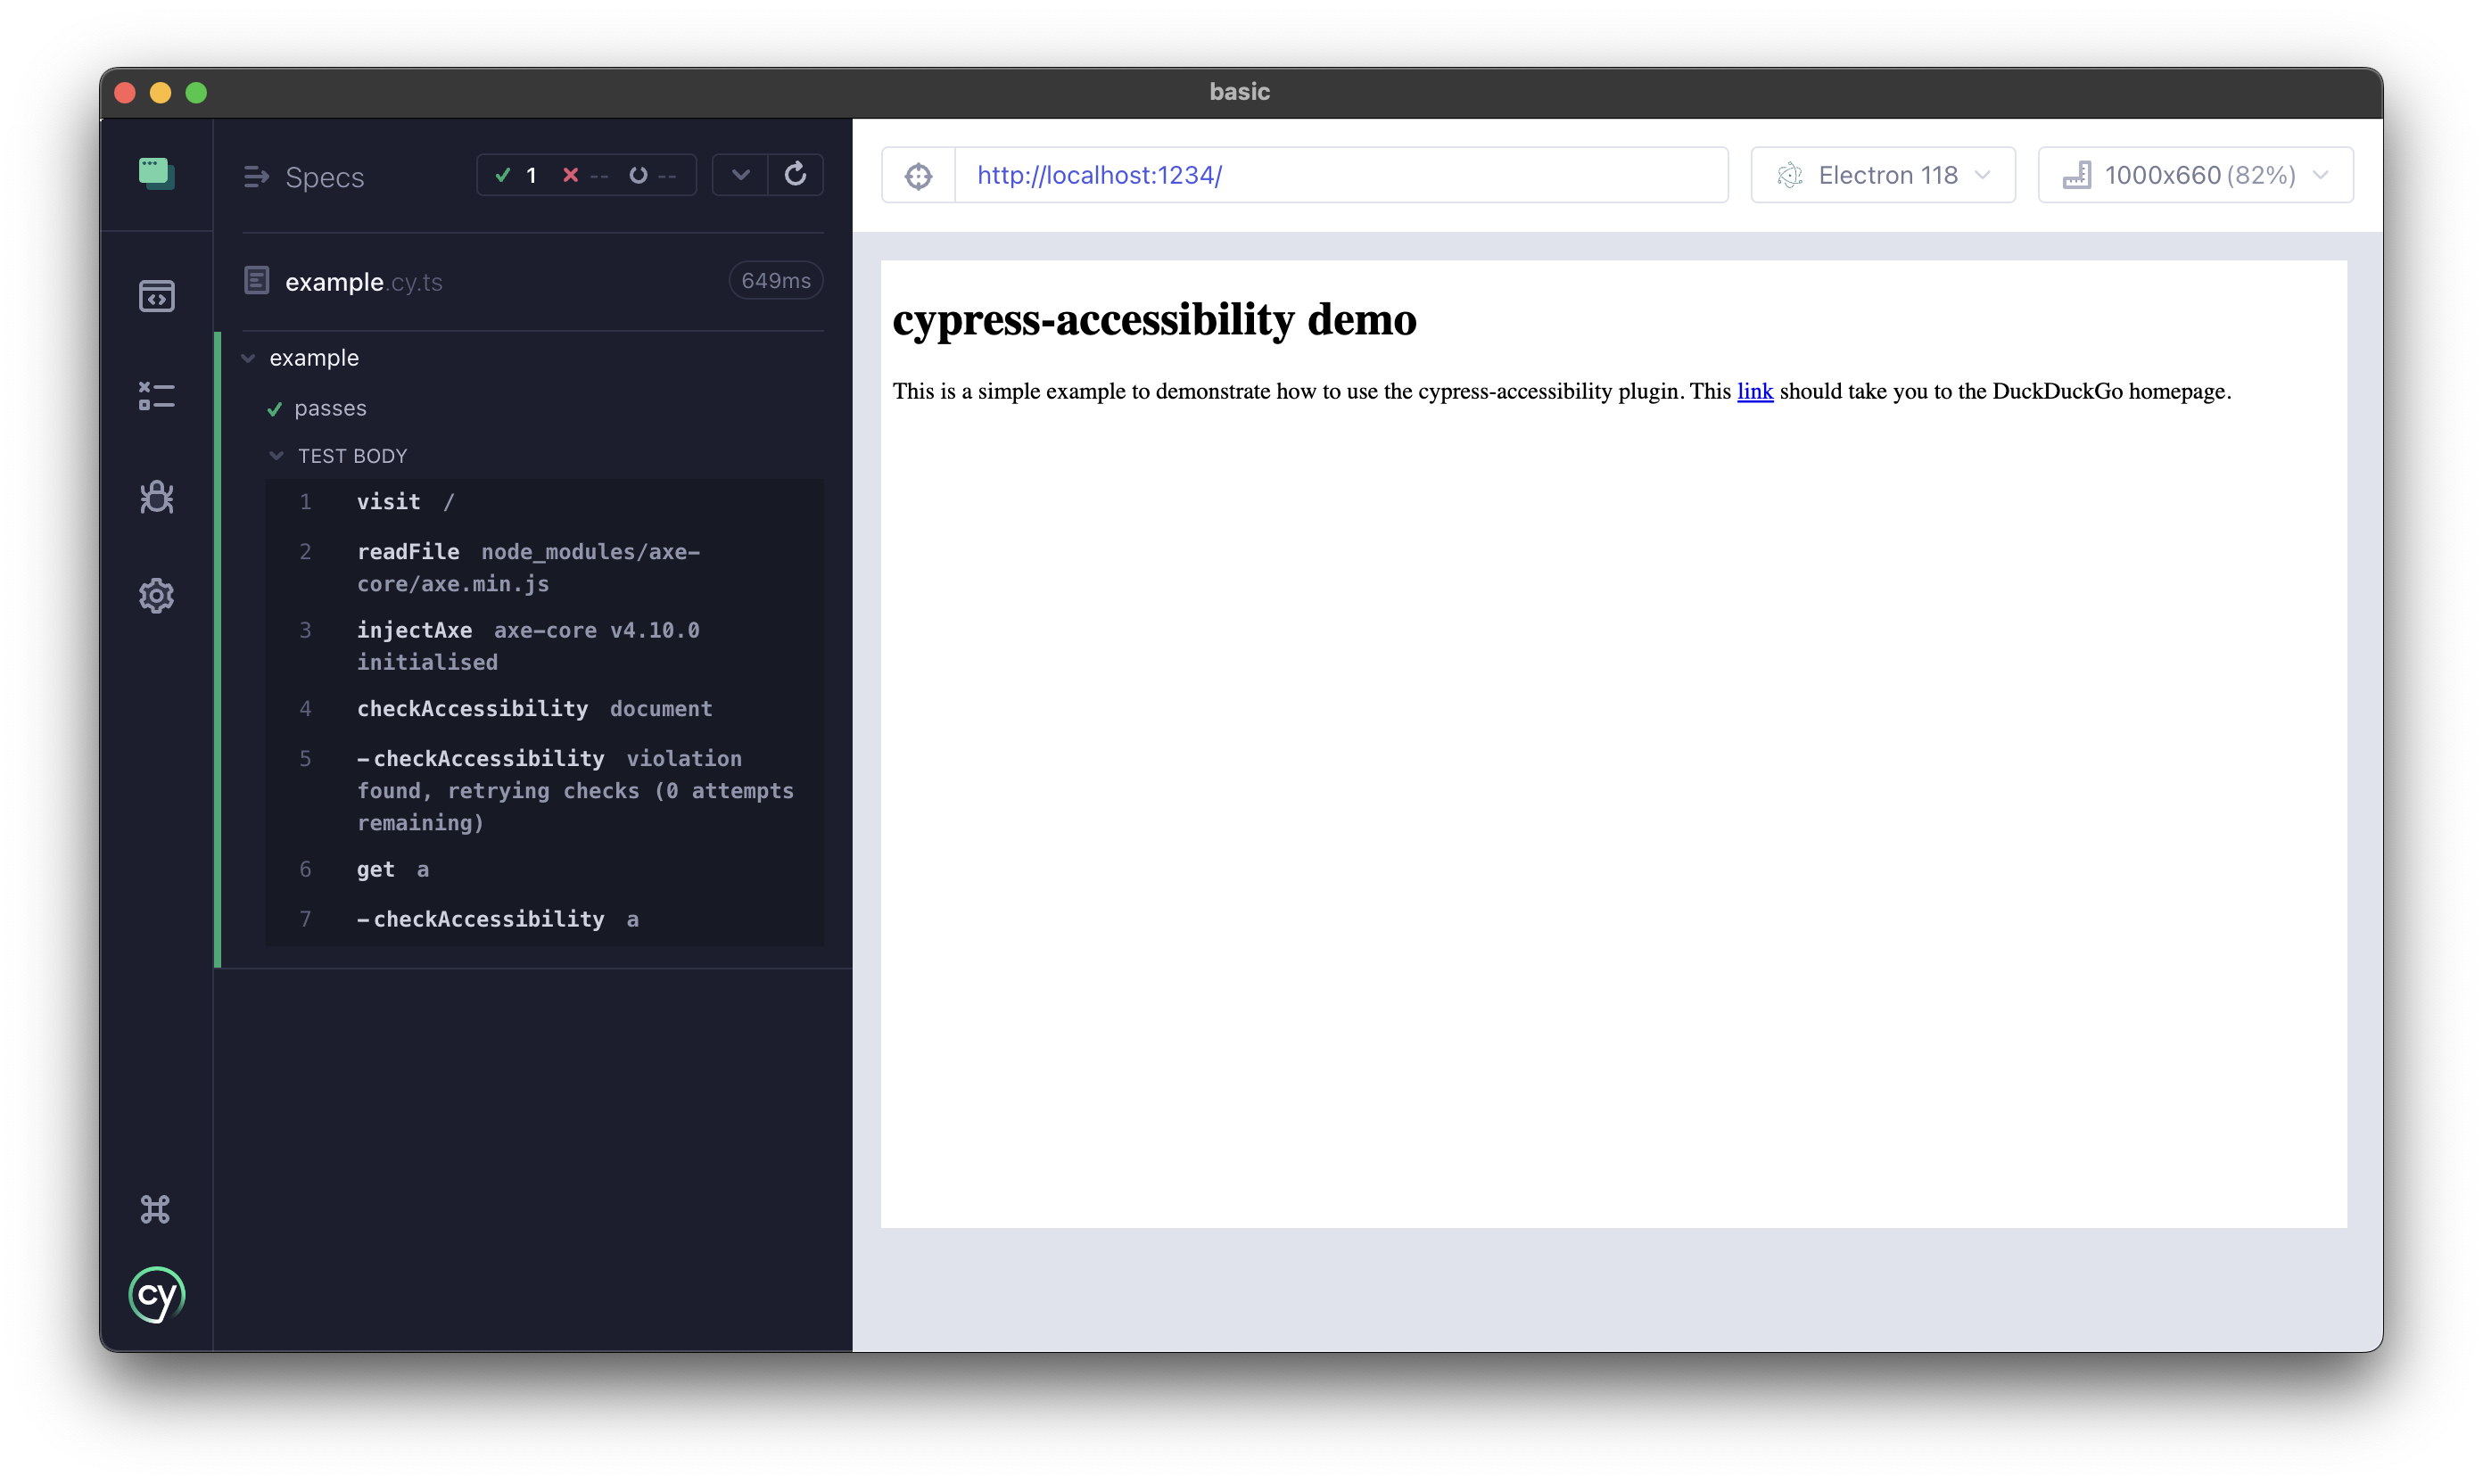 basic
Specs
1 -- --
http://localhost:1234/
Electron 118
1000x660 (82%)
example.cy.ts
649ms
example
passes
TEST BODY
1 visit /
2 readFile node_modules/axe-
core/axe.min.js
3 injectAxe axe-core v4.10.0
initialised
4 checkAccessibility document
5 -checkAccessibility violation
found, retrying checks (0 attempts
remaining)
6 get a
7 -checkAccessibility a
cy
cypress-accessibility demo
This is a simple example to demonstrate how to use the cypress-accessibility plugin. This link should take you to the DuckDuckGo homepage.